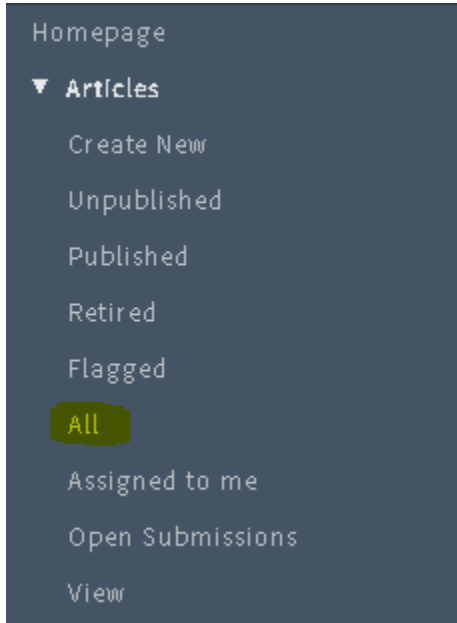 Homepage
Articles
Create New
Unpublished
Published
Retired
Flagged
All
Assigned to me
Open Submissions
View